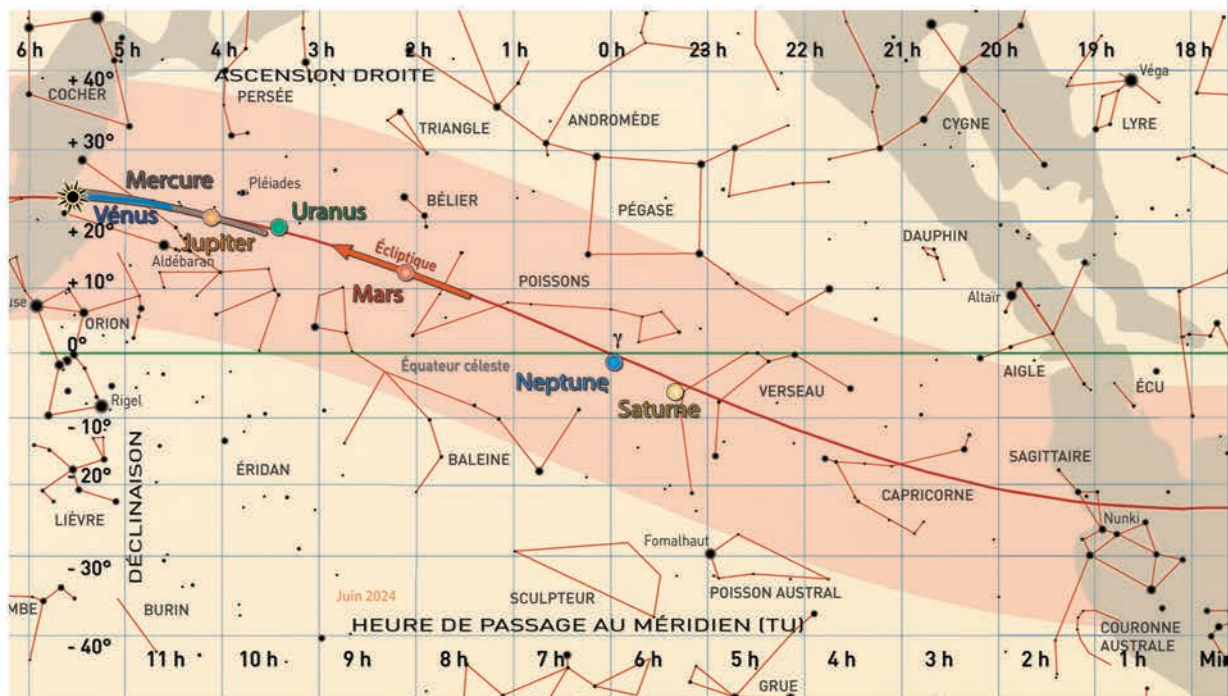 6 h 5 h 4 h 3 h 2 h 1 h 0 h 23 h 22 h 21 h 20 h 19 h 18 h
ASCENSION DROITE
+ 40°
COCHER
PERSÉE
Véga
TRIANGLE
ANDROMÈDE
CYGNE
LYRE
+ 30°
Mercure
Pléiades
BÉLIER
Vénus
Uranus
PÉGASE
+ 20°
Jupiter
DAUPHIN
Aldébaran
Écliptique
POISSONS
+ 10°
Mars
Altaïr
use
ORION
γ
0°
Équateur céleste
AIGLE
ÉCU
Neptune
VERSEAU
Saturne
Rigel
- 10°
DÉCLINAISON
BALEINE
SAGITTAIRE
ÉRIDAN
- 20°
CAPRICORNE
LIÈVRE
Nunki
Fomalhaut
- 30°
Juin 2024
SCULPTEUR
POISSON AUSTRAL
MBE
BURIN
HEURE DE PASSAGE AU MÉRIDIEN (TU)
COURONNE
AUSTRALE
- 40°
11 h 10 h 9 h 8 h 7 h 6 h 5 h 4 h 3 h 2 h 1 h Min
GRUE